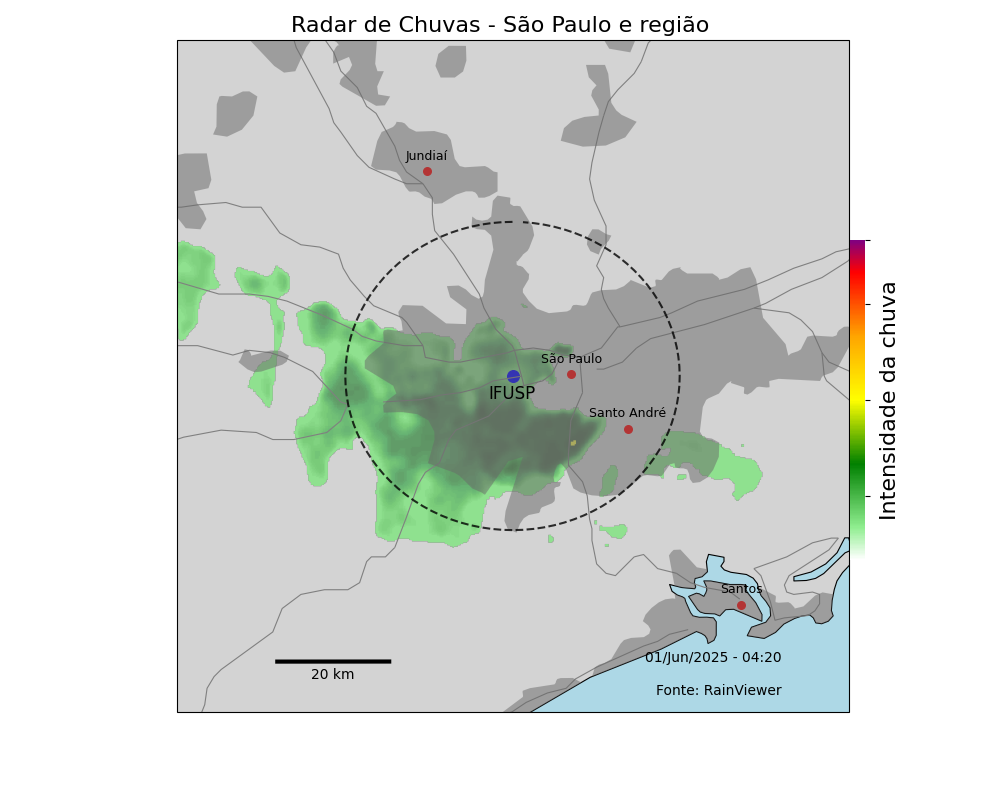 Radar de Chuvas - São Paulo e região
Jundiaí
São Paulo
IFUSP
Santo André
Intensidade da chuva
Santos
01/Jun/2025 - 04:20
20 km
Fonte: RainViewer